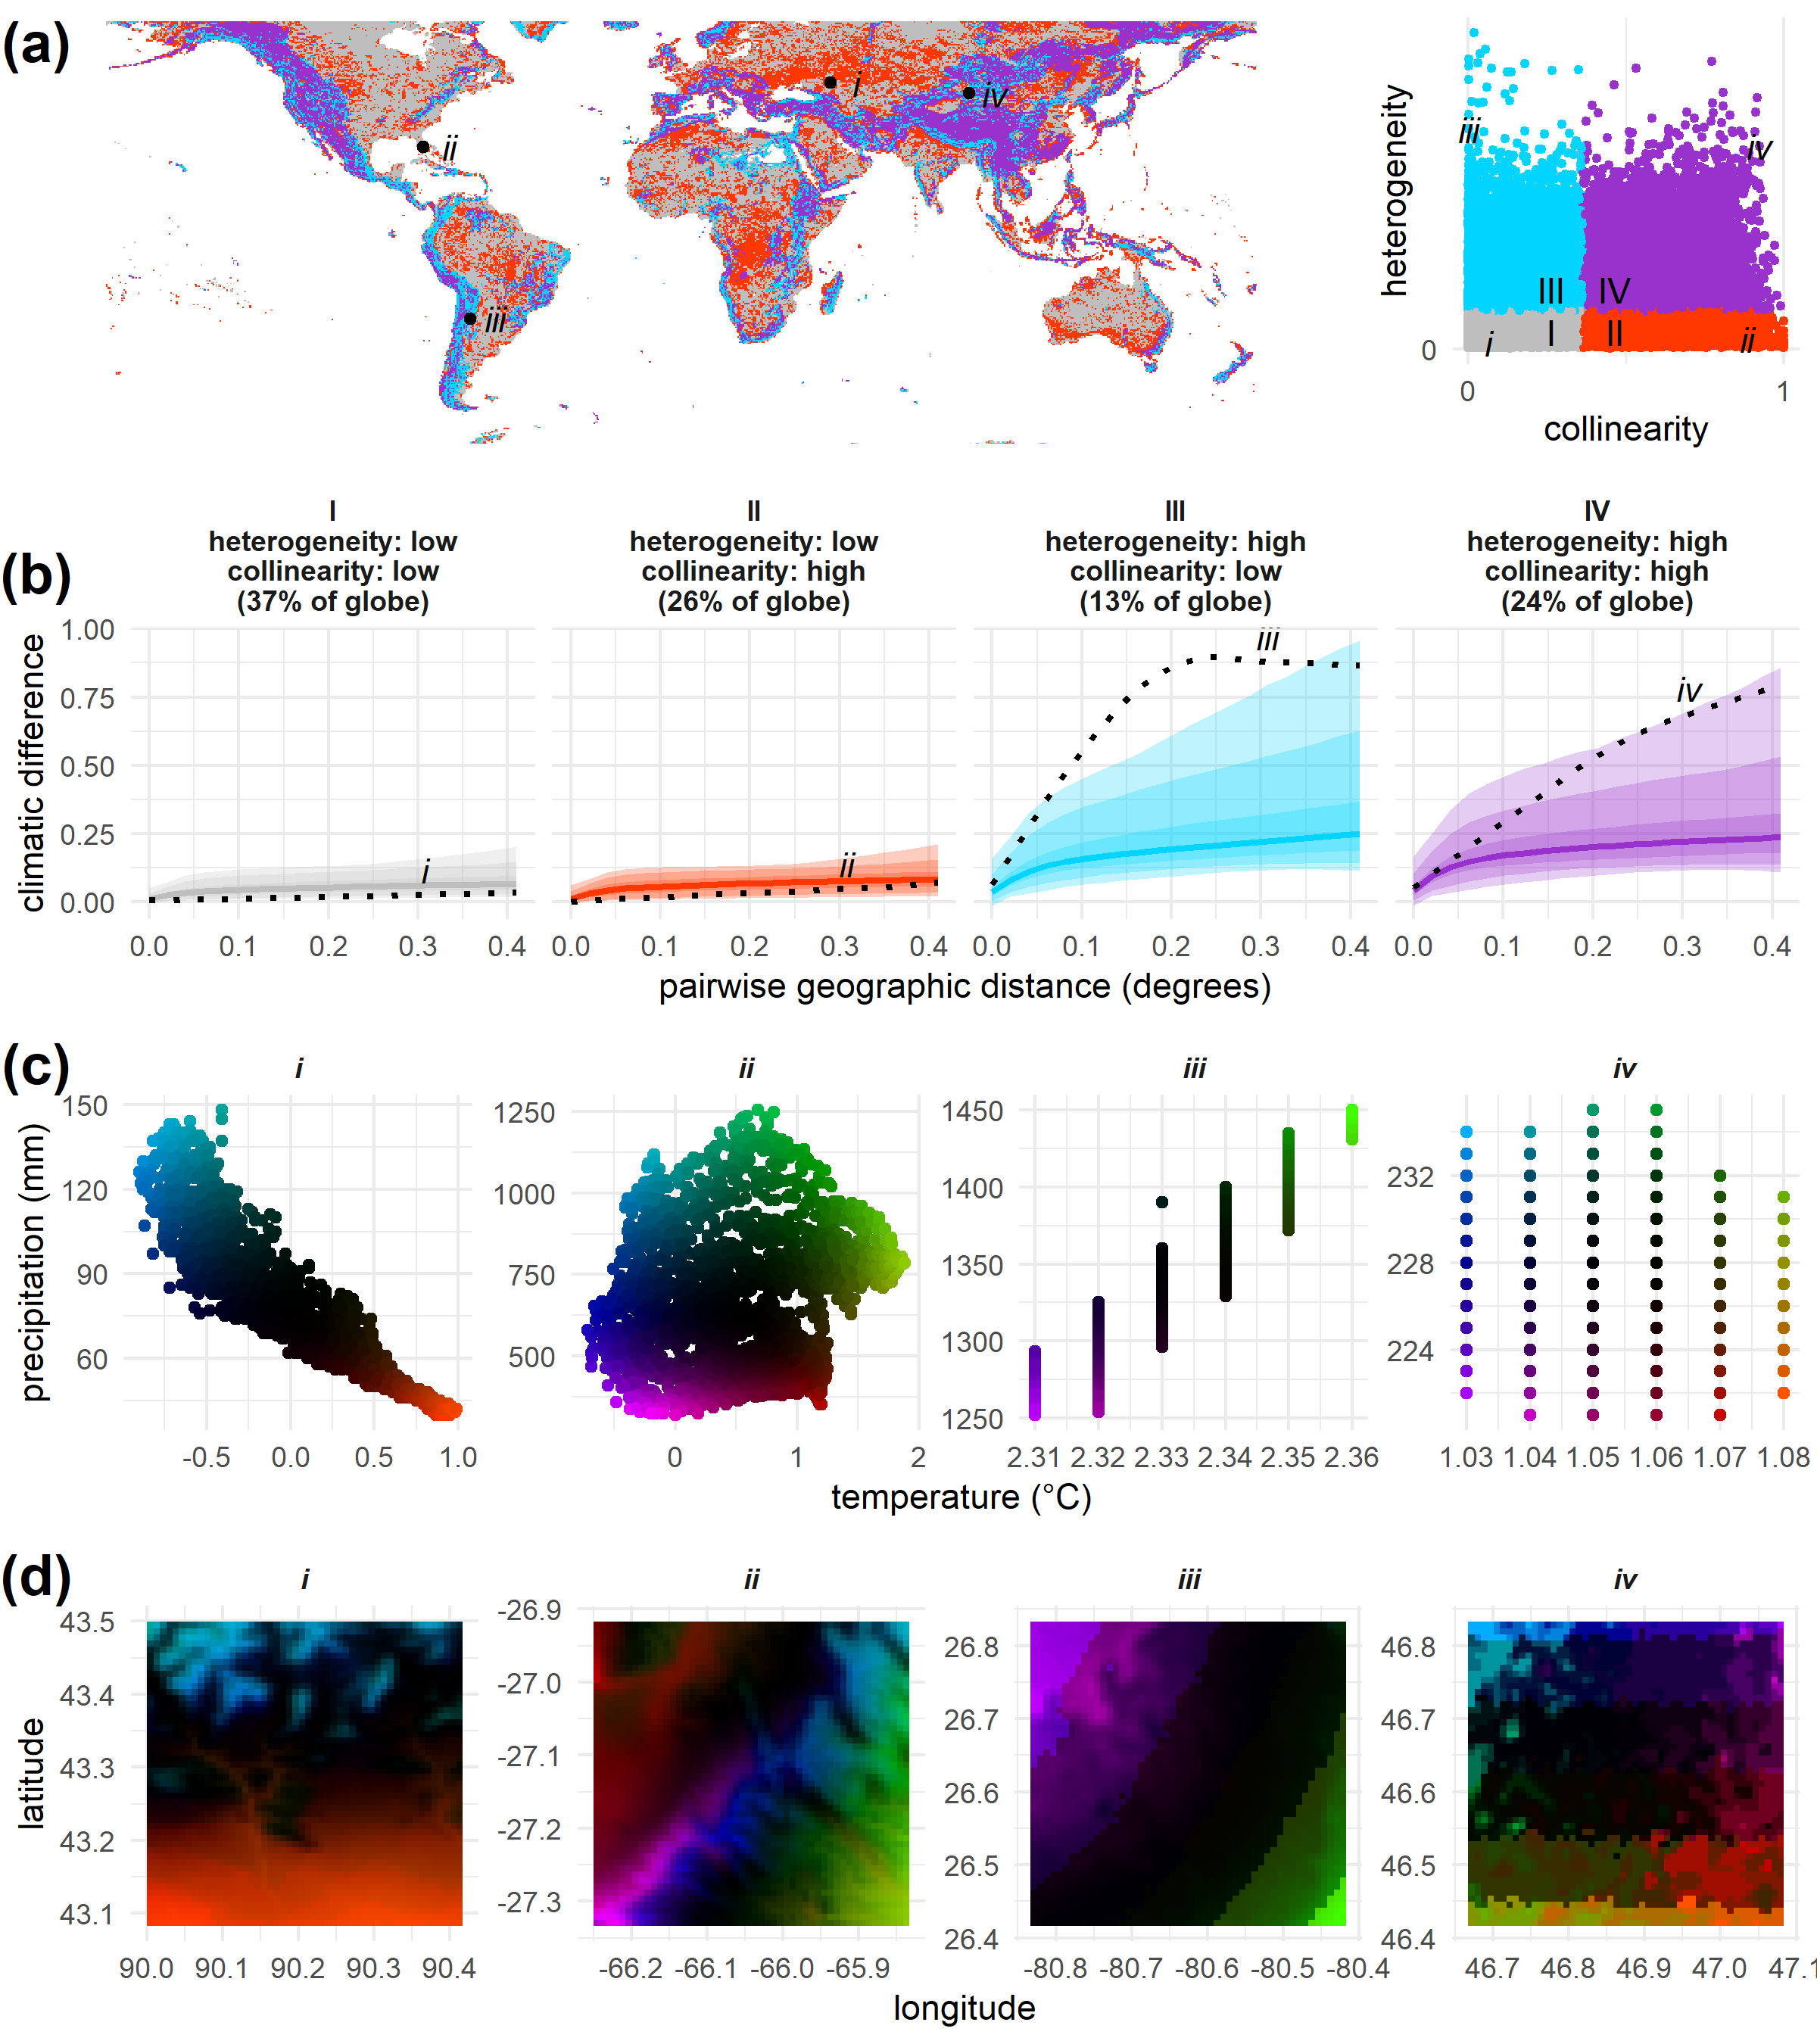 (a)
i
ii
iii
iv
heterogeneity
iii
iv
III IV
I II
i
ii
0
0 1
collinearity
I
heterogeneity: low
collinearity: low
(37% of globe)
II
heterogeneity: low
collinearity: high
(26% of globe)
III
heterogeneity: high
collinearity: low
(13% of globe)
IV
heterogeneity: high
collinearity: high
(24% of globe)
(b)
climatic difference
1.00
0.75
0.50
0.25
0.00
i
ii
iii
iv
0.0 0.1 0.2 0.3 0.4
0.0 0.1 0.2 0.3 0.4
0.0 0.1 0.2 0.3 0.4
0.0 0.1 0.2 0.3 0.4
pairwise geographic distance (degrees)
(c)
precipitation (mm)
i
150
120
90
60
-0.5 0.0 0.5 1.0
ii
1250
1000
750
500
0 1 2
iii
1450
1400
1350
1300
1250
2.31 2.32 2.33 2.34 2.35 2.36
iv
232
228
224
1.03 1.04 1.05 1.06 1.07 1.08
temperature (°C)
(d)
latitude
i
43.5
43.4
43.3
43.2
43.1
90.0 90.1 90.2 90.3 90.4
ii
-26.9
-27.0
-27.1
-27.2
-27.3
-66.2 -66.1 -66.0 -65.9
iii
26.8
26.7
26.6
26.5
26.4
-80.8 -80.7 -80.6 -80.5 -80.4
iv
46.8
46.7
46.6
46.5
46.4
46.7 46.8 46.9 47.0 47.1
longitude